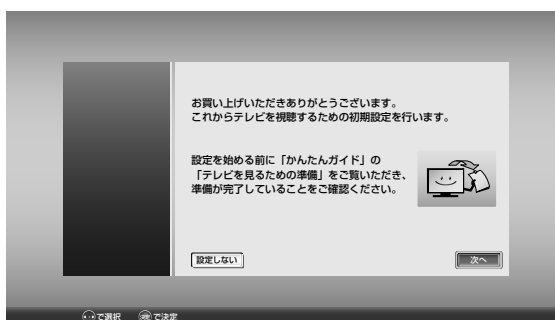 お買い上げいただきありがとうございます。
これからテレビを視聴するための初期設定を行います。
設定を始める前に「かんたんガイド」の
「テレビを見るための準備」をご覧いただき、
準備が完了していることをご確認ください。
設定しない
次へ
で選択 決定 で決定